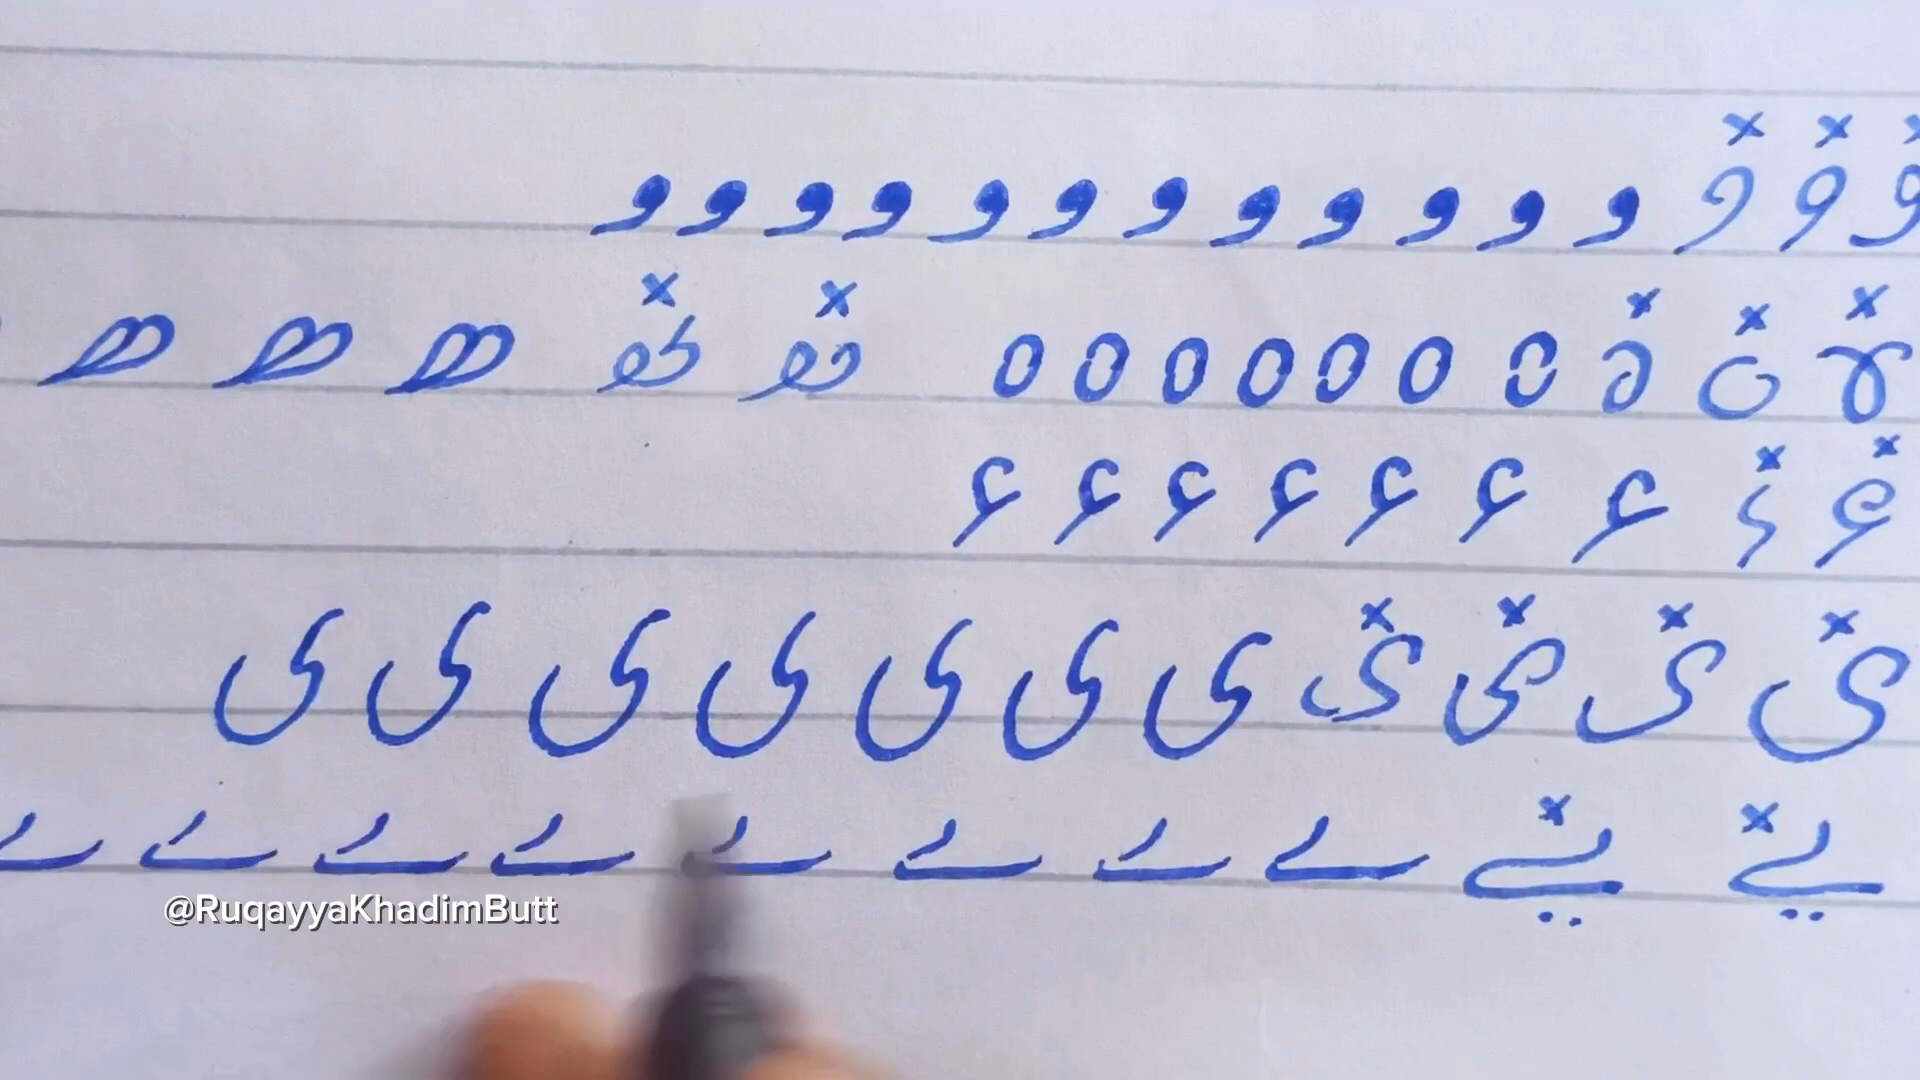 و و و و و و و و و و و و و و و
ہ ہ ہ ہ ہ ہ ہ ہ ہ ہ ھ ھ ھ ھ ھ
ء ء ء ء ء ء ء ء ء
ی ی ی ی ی ی ی ی ی ی ی
ے ے ے ے ے ے ے ے ے ے
@RuqayyaKhadimButt